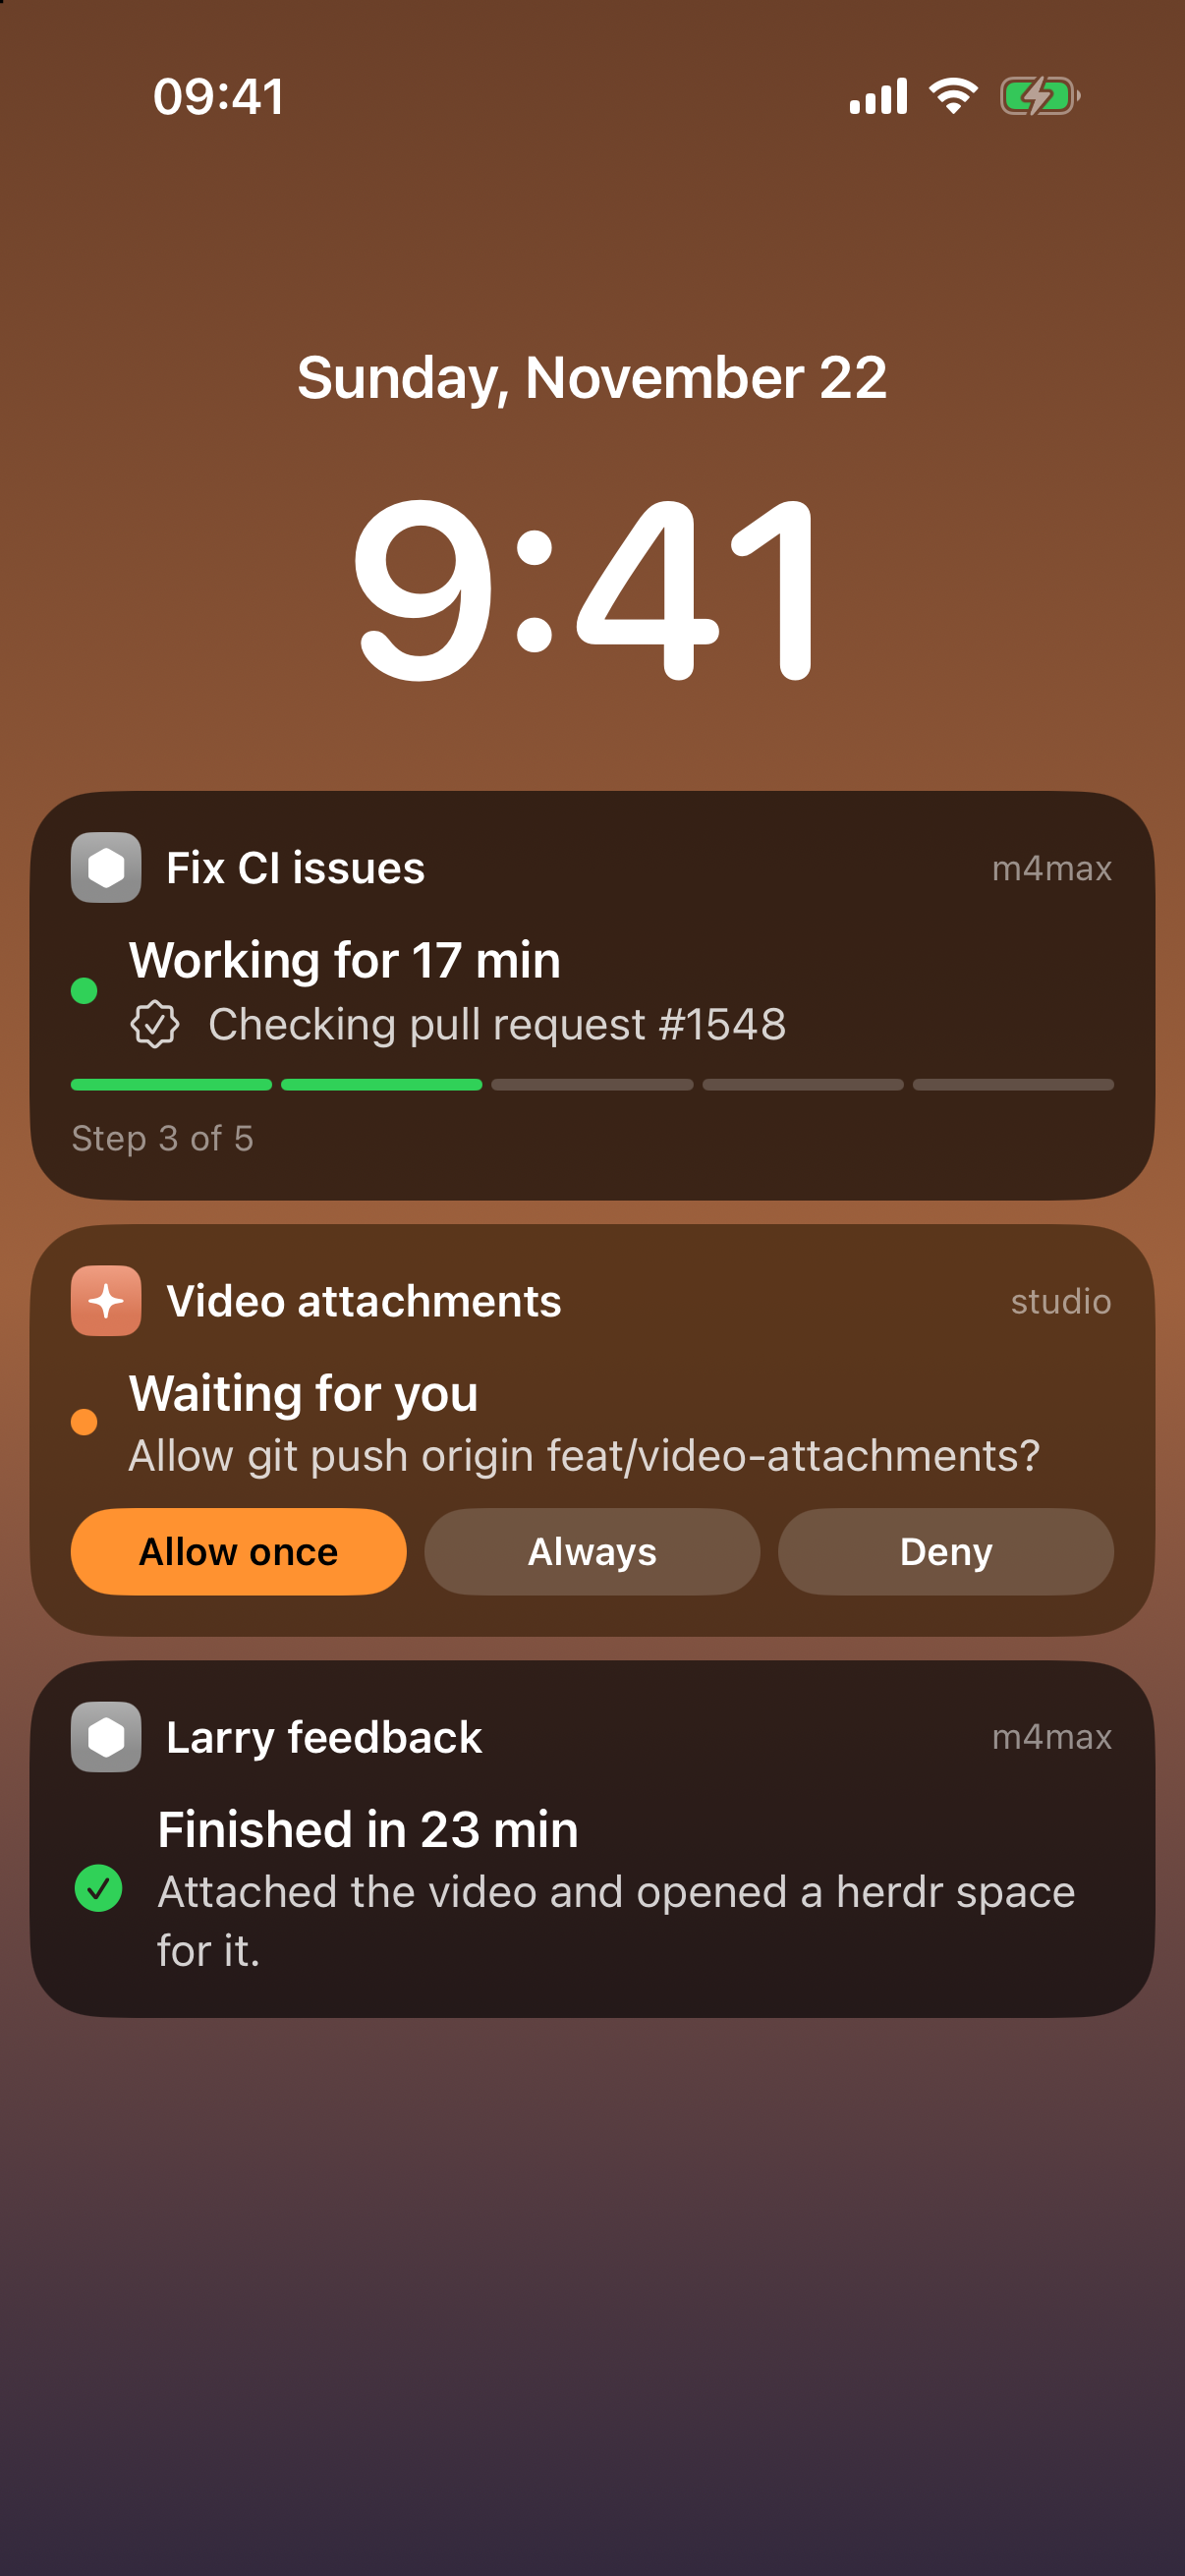 09:41
Sunday, November 22
9:41
Fix CI issues
m4max
Working for 17 min
Checking pull request #1548
Step 3 of 5
Video attachments
studio
Waiting for you
Allow git push origin feat/video-attachments?
Allow once
Always
Deny
Larry feedback
m4max
Finished in 23 min
Attached the video and opened a herdr space
for it.